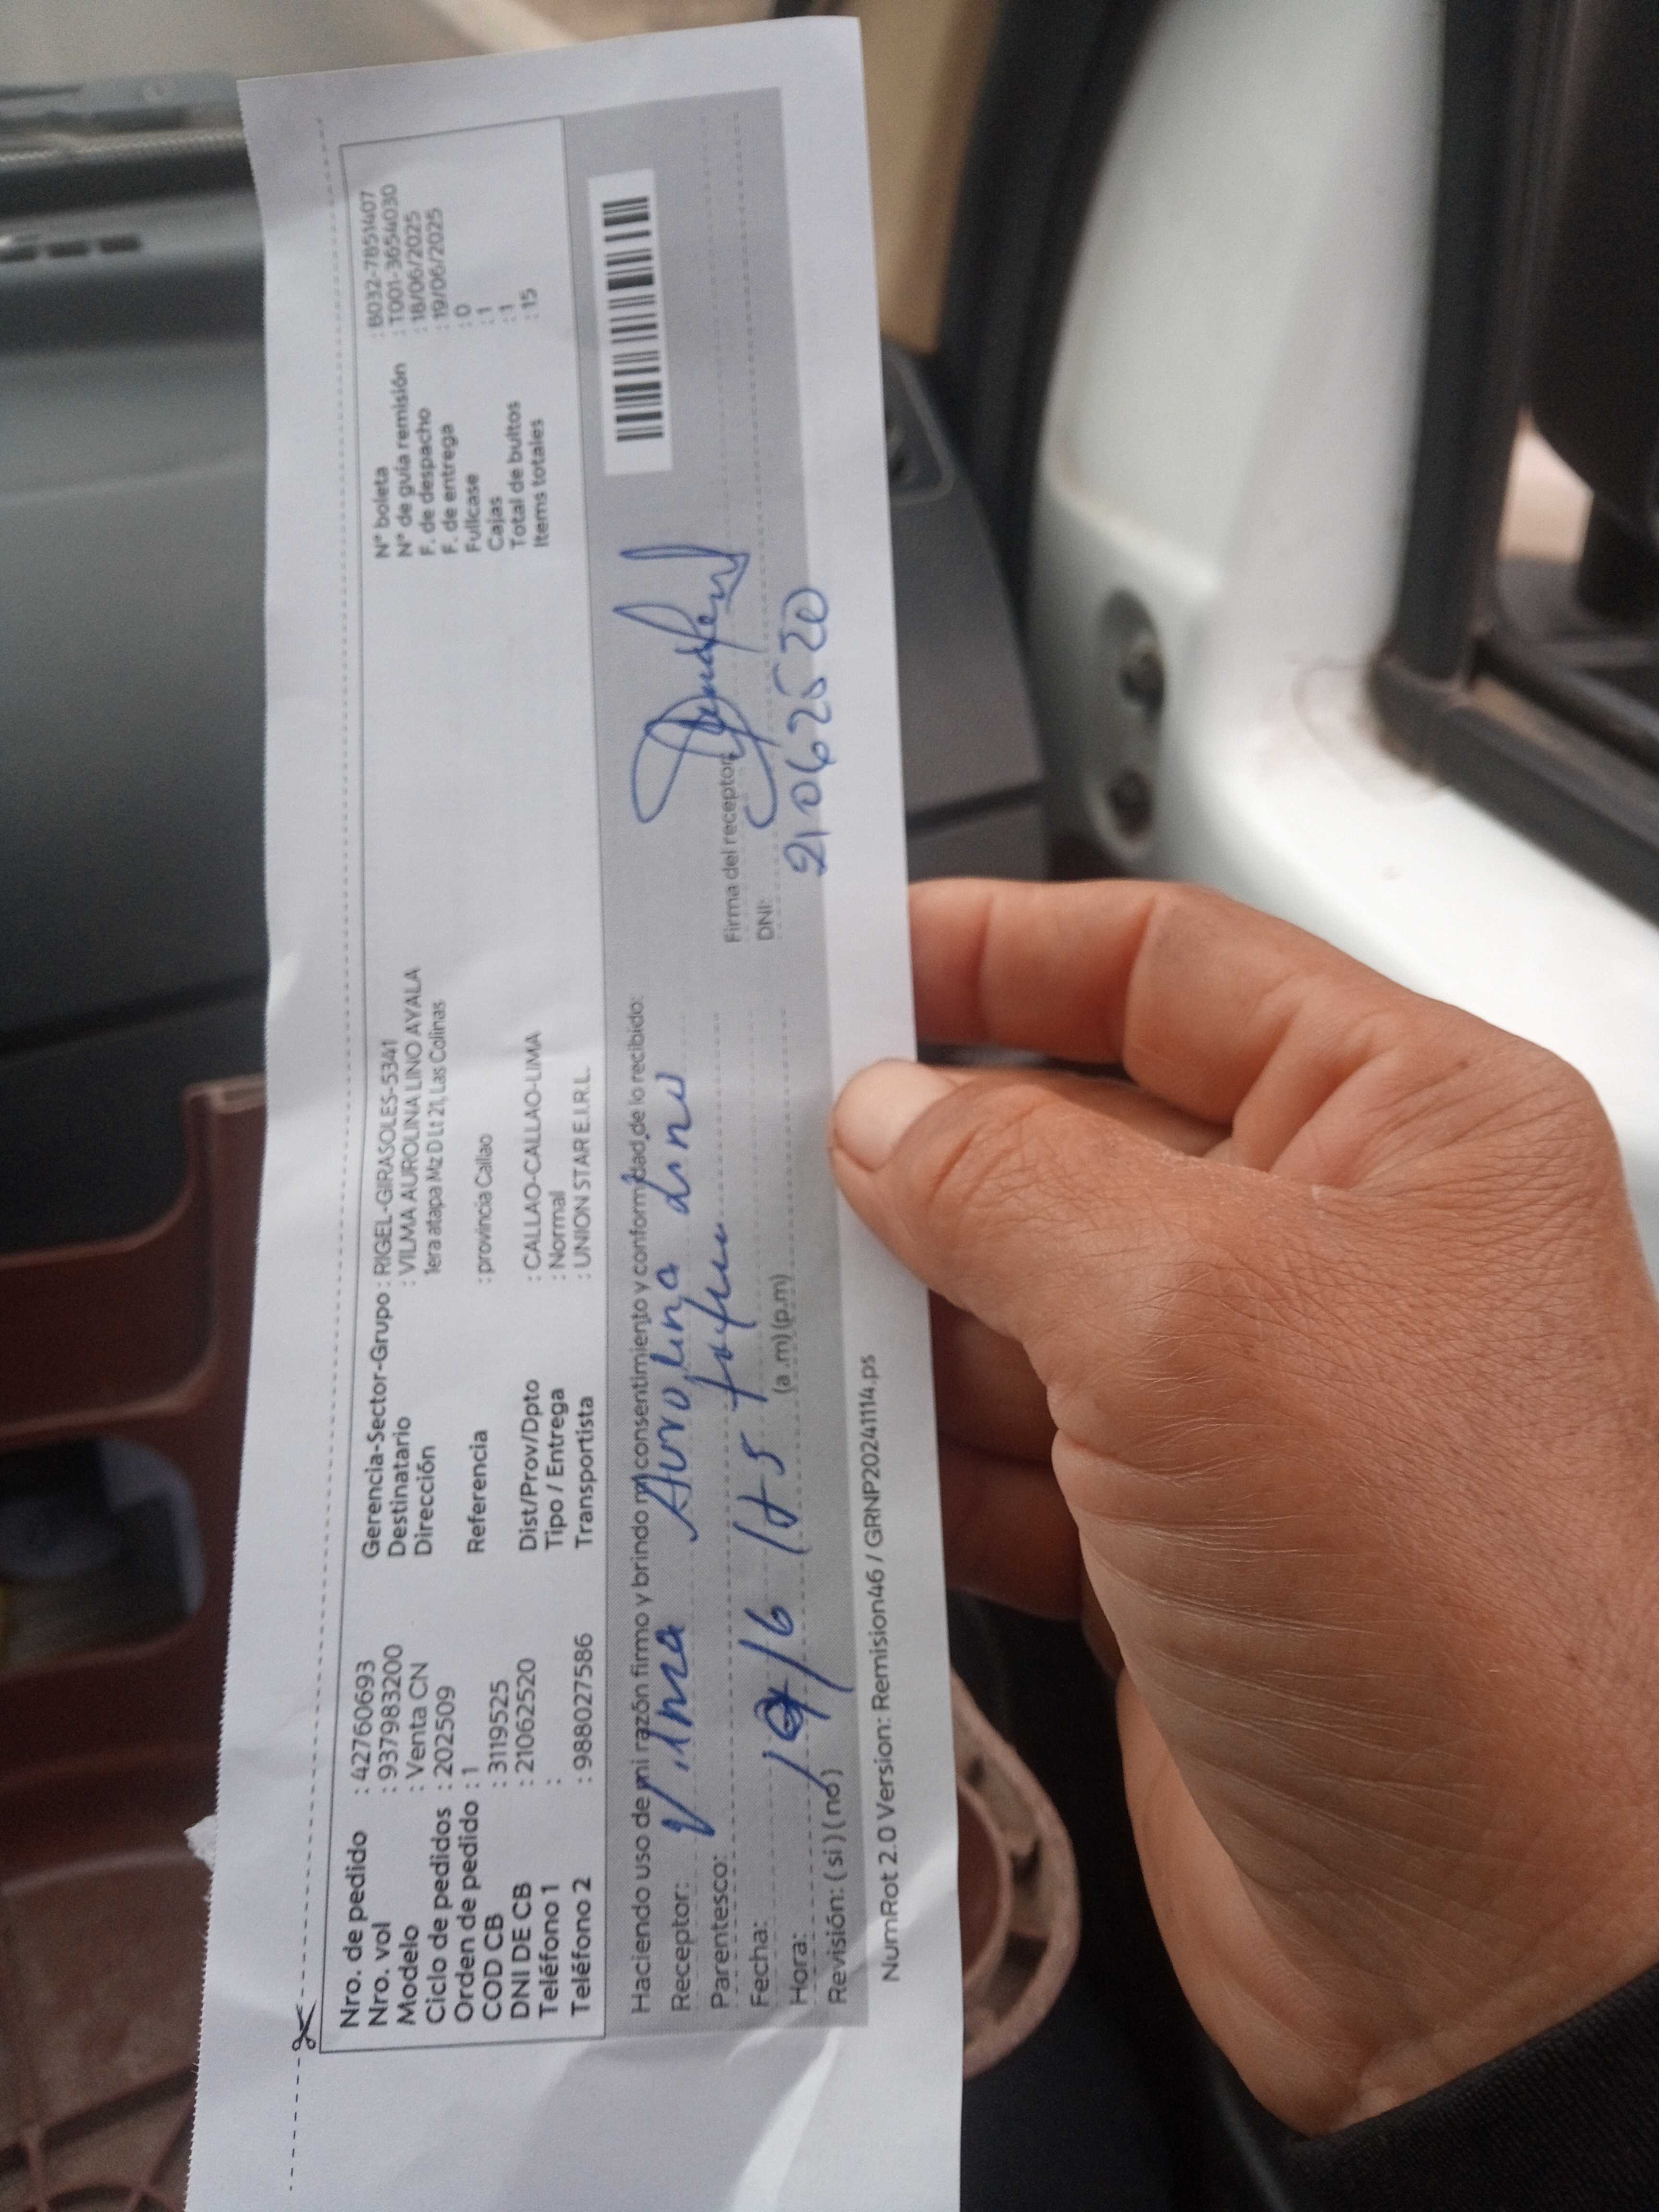 Nro. de pedido : 42760693
Nro. vol : 937983200
Modelo : Venta CN
Ciclo de pedidos : 202509
Orden de pedido : 1
COD CB : 3119525
DNI DE CB : 21062520
Teléfono 1 :
Teléfono 2 : 988027586
Gerencia-Sector-Grupo : RIGEL-GIRASOLES-5341
Destinatario : VILMA AUROLINA LINO AYALA
Dirección 1era atapa Mz D Lt 21, Las Colinas
Referencia : provincia Callao
Dist/Prov/Dpto : CALLAO-CALLAO-LIMA
Tipo / Entrega : Normal
Transportista : UNION STAR E.I.R.L.
N° boleta : B032-7851407
N° de guía remisión : T001-3654030
F. de despacho : 18/06/2025
F. de entrega : 19/06/2025
Fullcase : 0
Cajas : 1
Total de bultos : 1
Items totales : 15
Haciendo uso de mi razón firmo y brindo mi consentimiento y conformidad de lo recibido:
Receptor: Vilma Aurolina Lino
Parentesco:
Fecha: 19/6
Hora: (a .m) (p.m)
Revisión: ( si ) ( no )
Firma del receptor
DNI: 21062520
NumRot 2.0 Version: Remision46 / GRNP20241114.ps